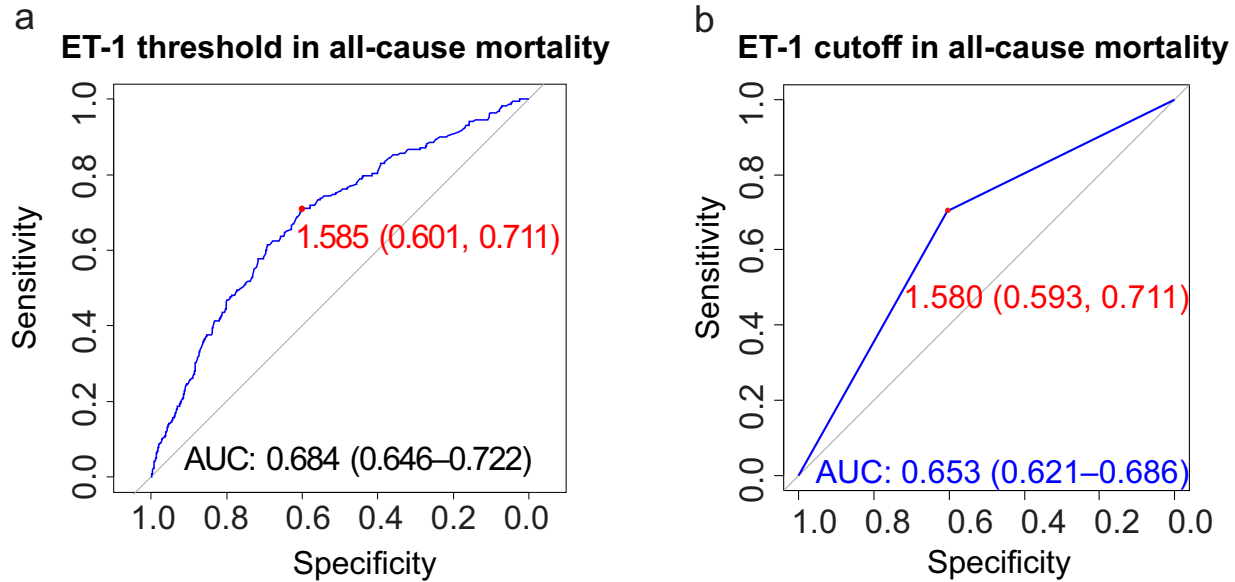 a
ET-1 threshold in all-cause mortality
Sensitivity
1.0
0.8
0.6
0.4
0.2
0.0
1.585 (0.601, 0.711)
AUC: 0.684 (0.646–0.722)
1.0 0.8 0.6 0.4 0.2 0.0
Specificity
b
ET-1 cutoff in all-cause mortality
Sensitivity
1.0
0.8
0.6
0.4
0.2
0.0
1.580 (0.593, 0.711)
AUC: 0.653 (0.621–0.686)
1.0 0.8 0.6 0.4 0.2 0.0
Specificity